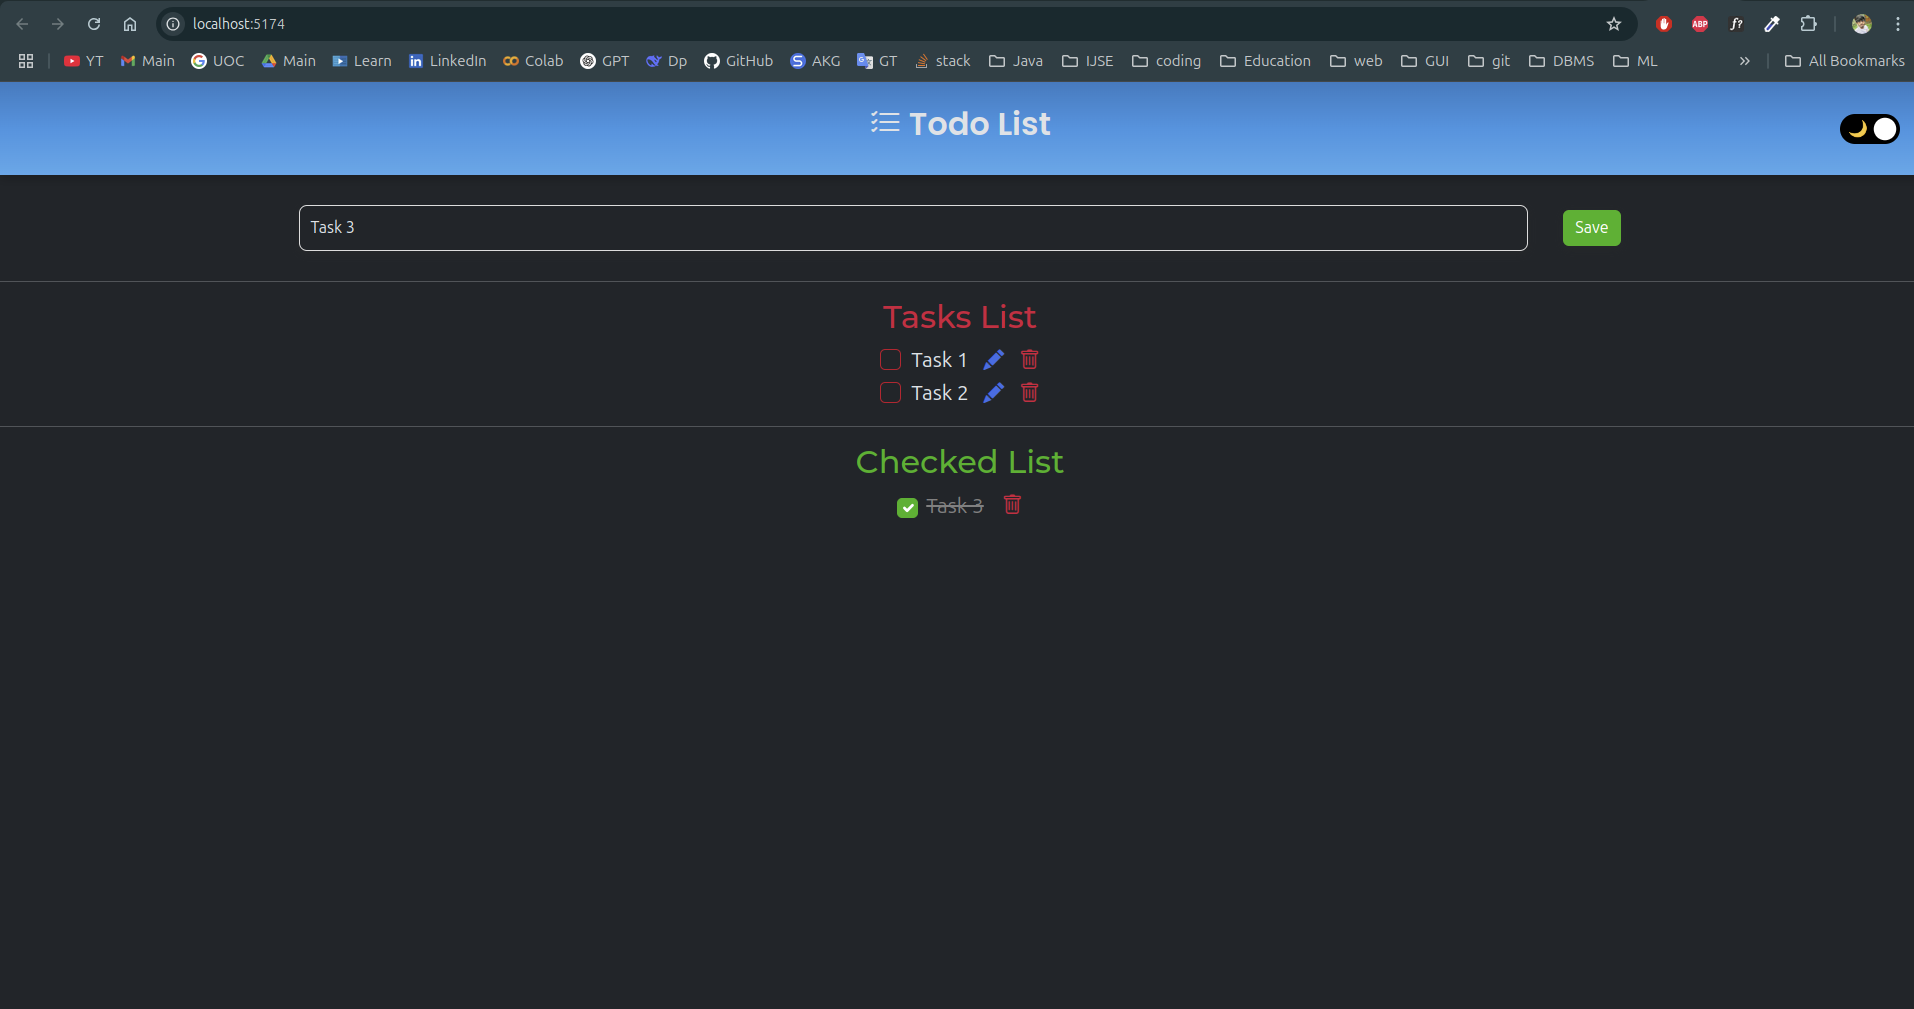 localhost:5174
ABP f?
YT Main UOC Main Learn LinkedIn Colab GPT Dp GitHub AKG GT stack Java IJSE coding Education web GUI git DBMS ML » All Bookmarks
Todo List
Task 3 Save
Tasks List
Task 1
Task 2
Checked List
Task 3